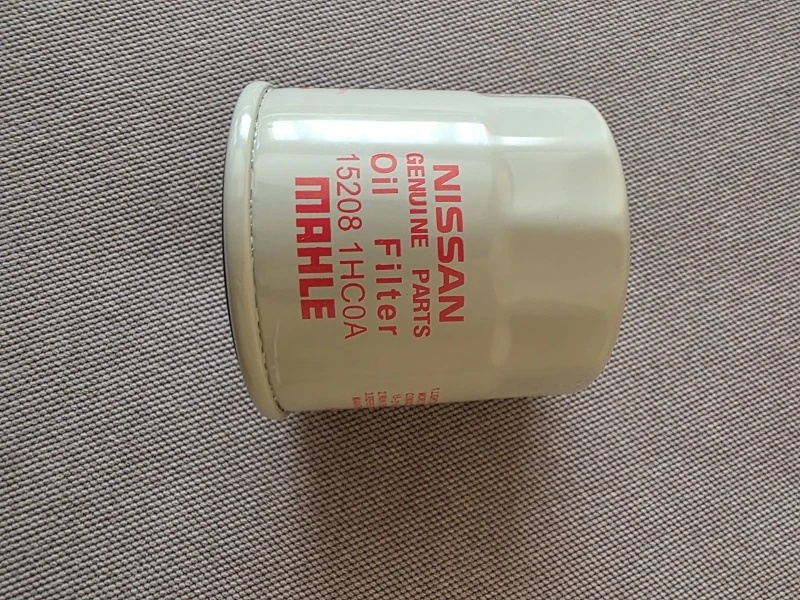 NISSAN
GENUINE PARTS
Oil Filter
15208 1HC0A
MAHLE